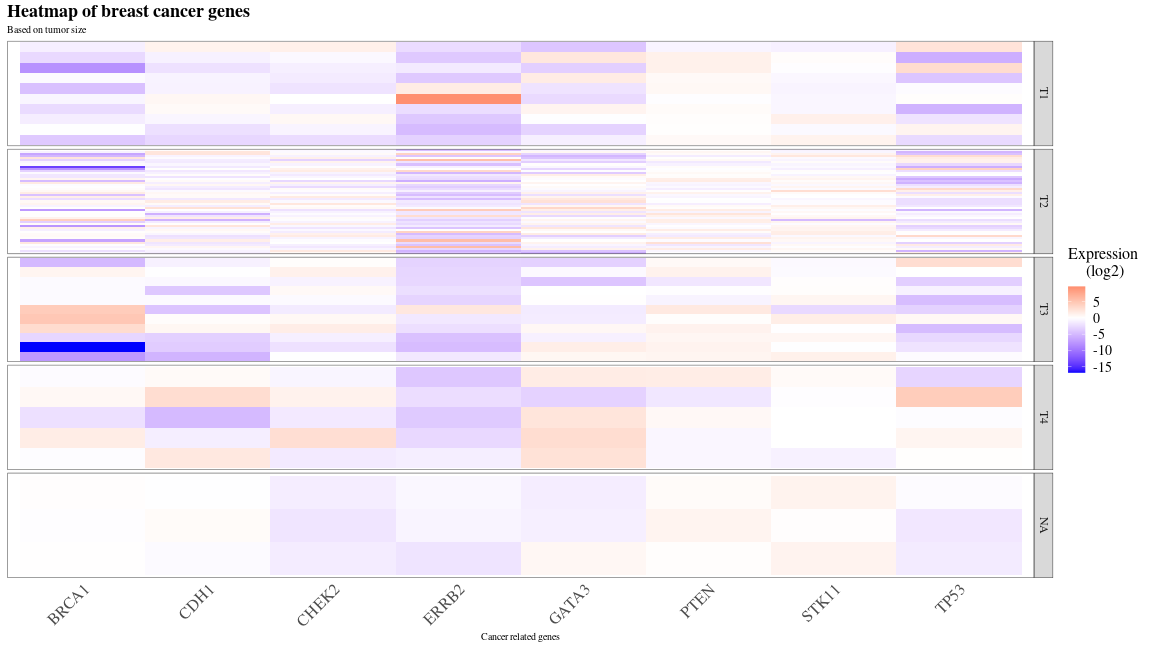 Heatmap of breast cancer genes
Based on tumor size
T1
T2
T3
T4
NA
Expression
(log2)
5
0
-5
-10
-15
BRCA1
CDH1
CHEK2
ERRB2
GATA3
PTEN
STK11
TP53
Cancer related genes